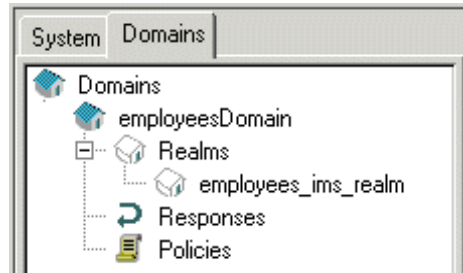 System Domains
Domains
employeesDomain
Realms
employees_ims_realm
Responses
Policies